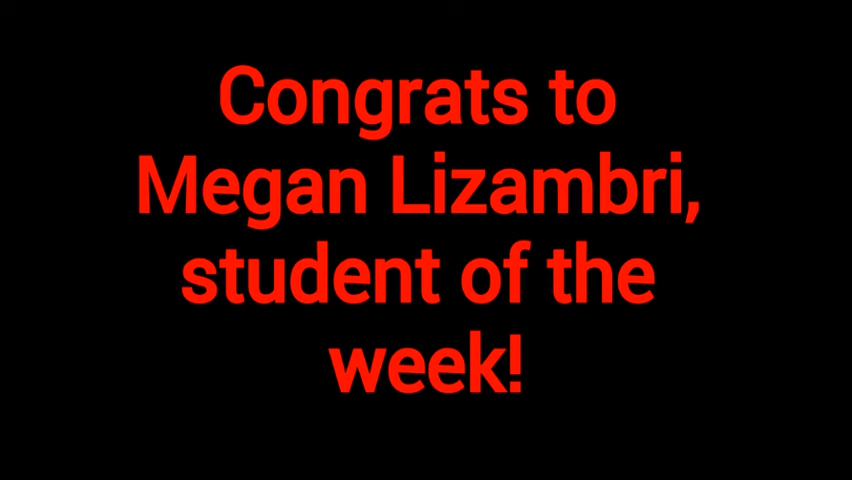 Congrats to
Megan Lizambri,
student of the
week!